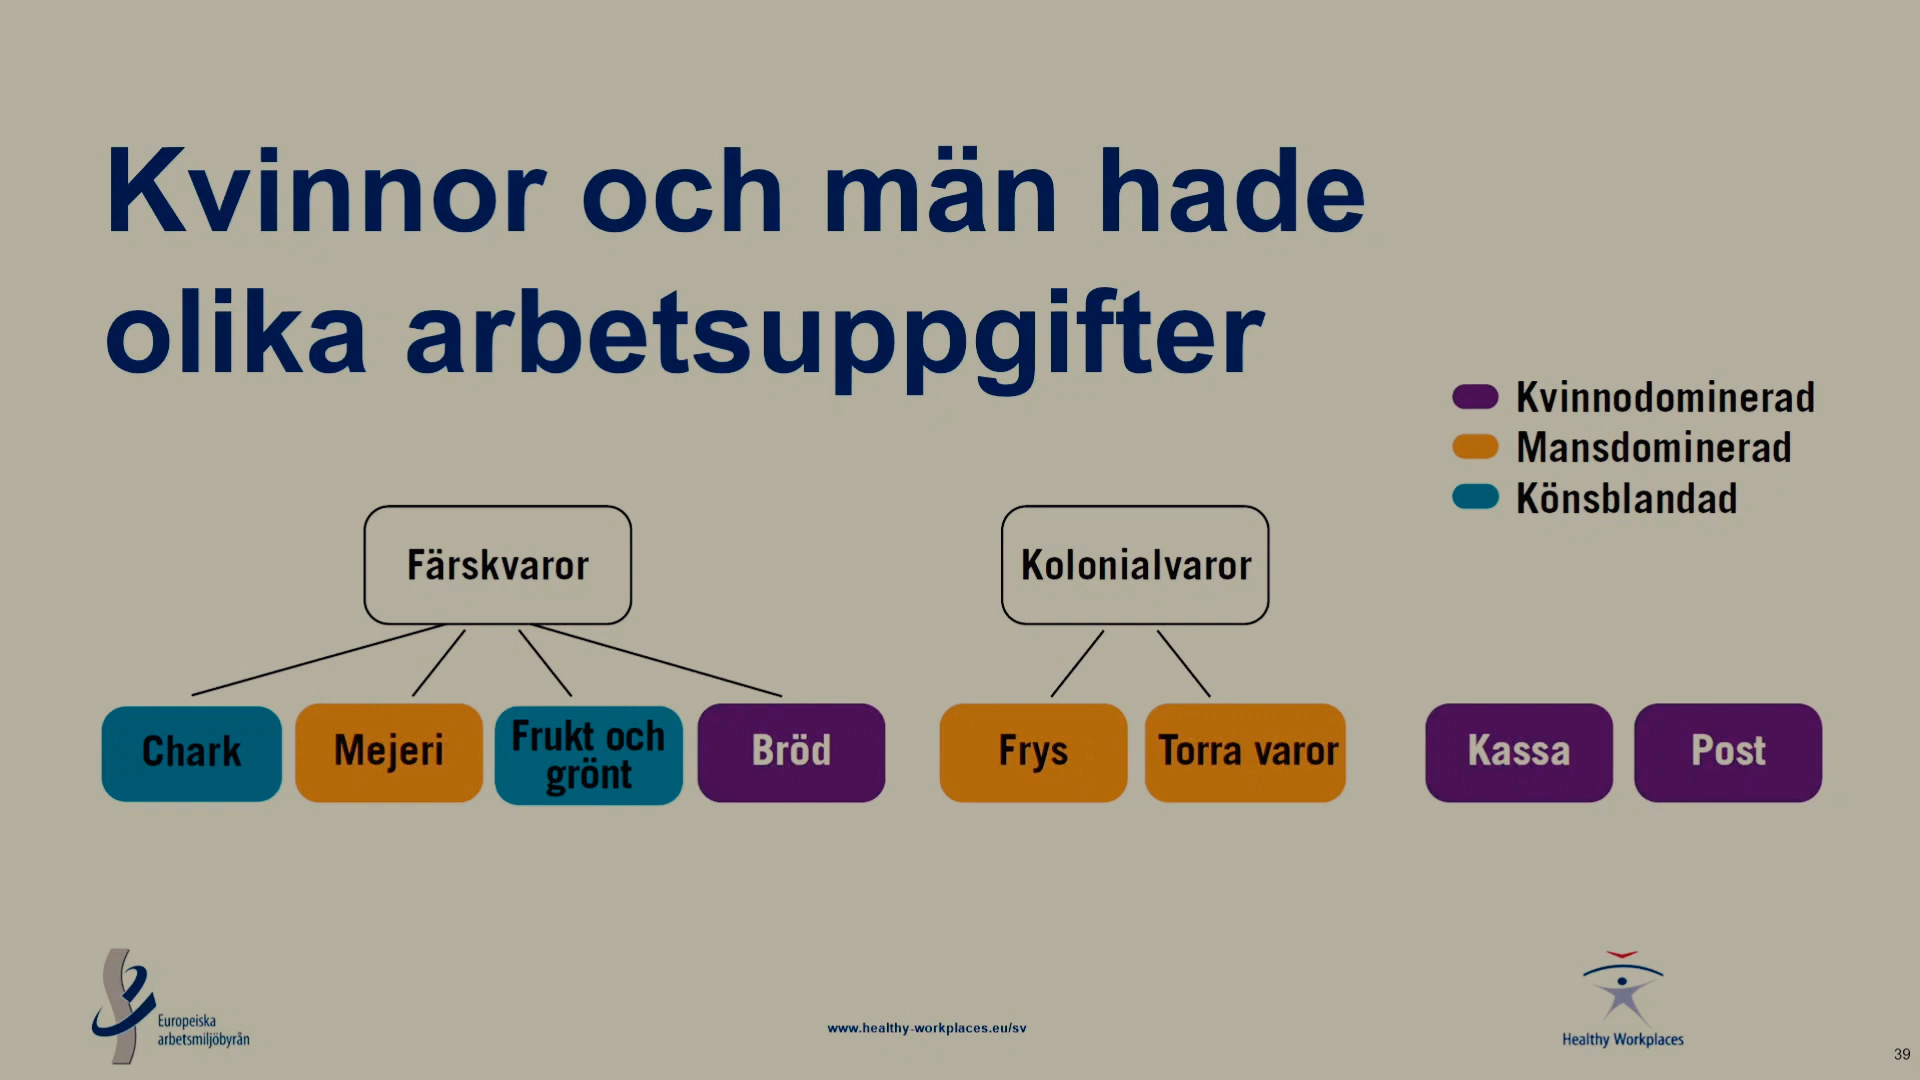 Kvinnor och män hade
olika arbetsuppgifter
Kvinnodominerad
Mansdominerad
Könsblandad
Färskvaror
Kolonialvaror
Chark
Mejeri
Frukt och
grönt
Bröd
Frys
Torra varor
Kassa
Post
Europeiska
arbetsmiljöbyrån
www.healthy-workplaces.eu/sv
Healthy Workplaces
39